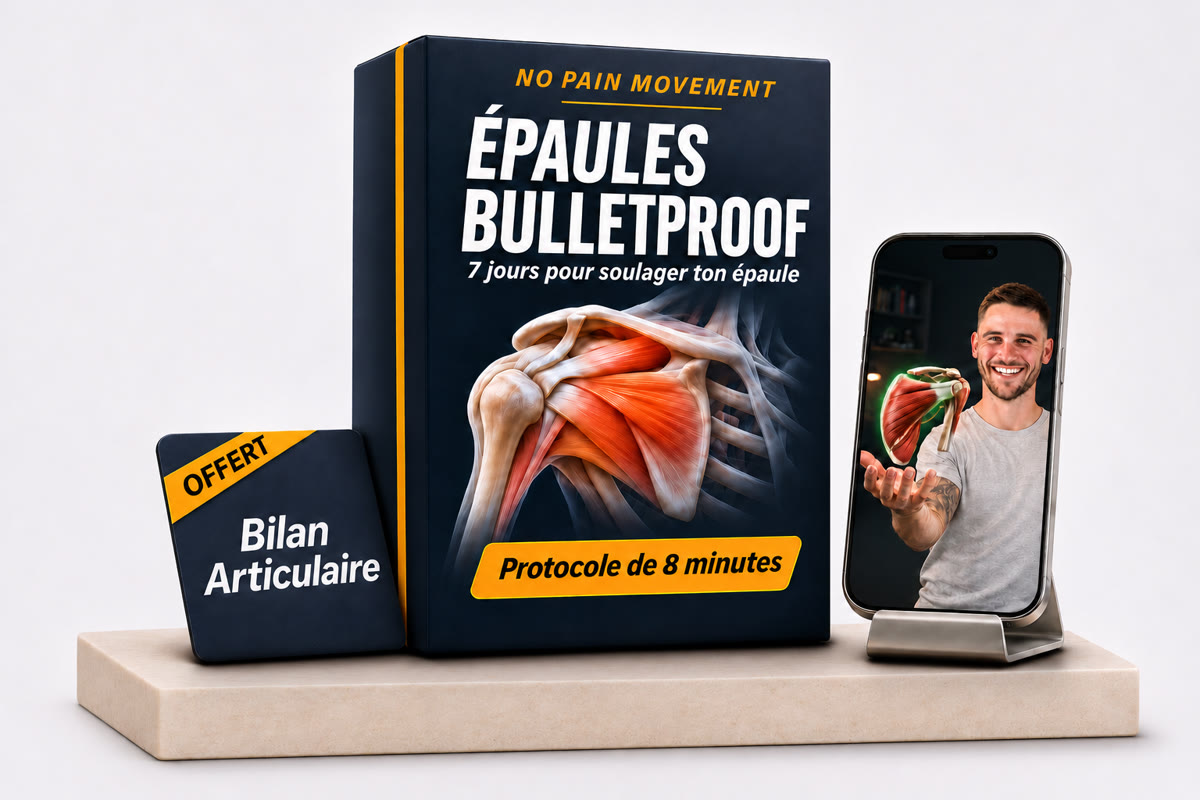 NO PAIN MOVEMENT
ÉPAULES
BULLETPROOF
7 jours pour soulager ton épaule
Protocole de 8 minutes
OFFERT
Bilan
Articulaire